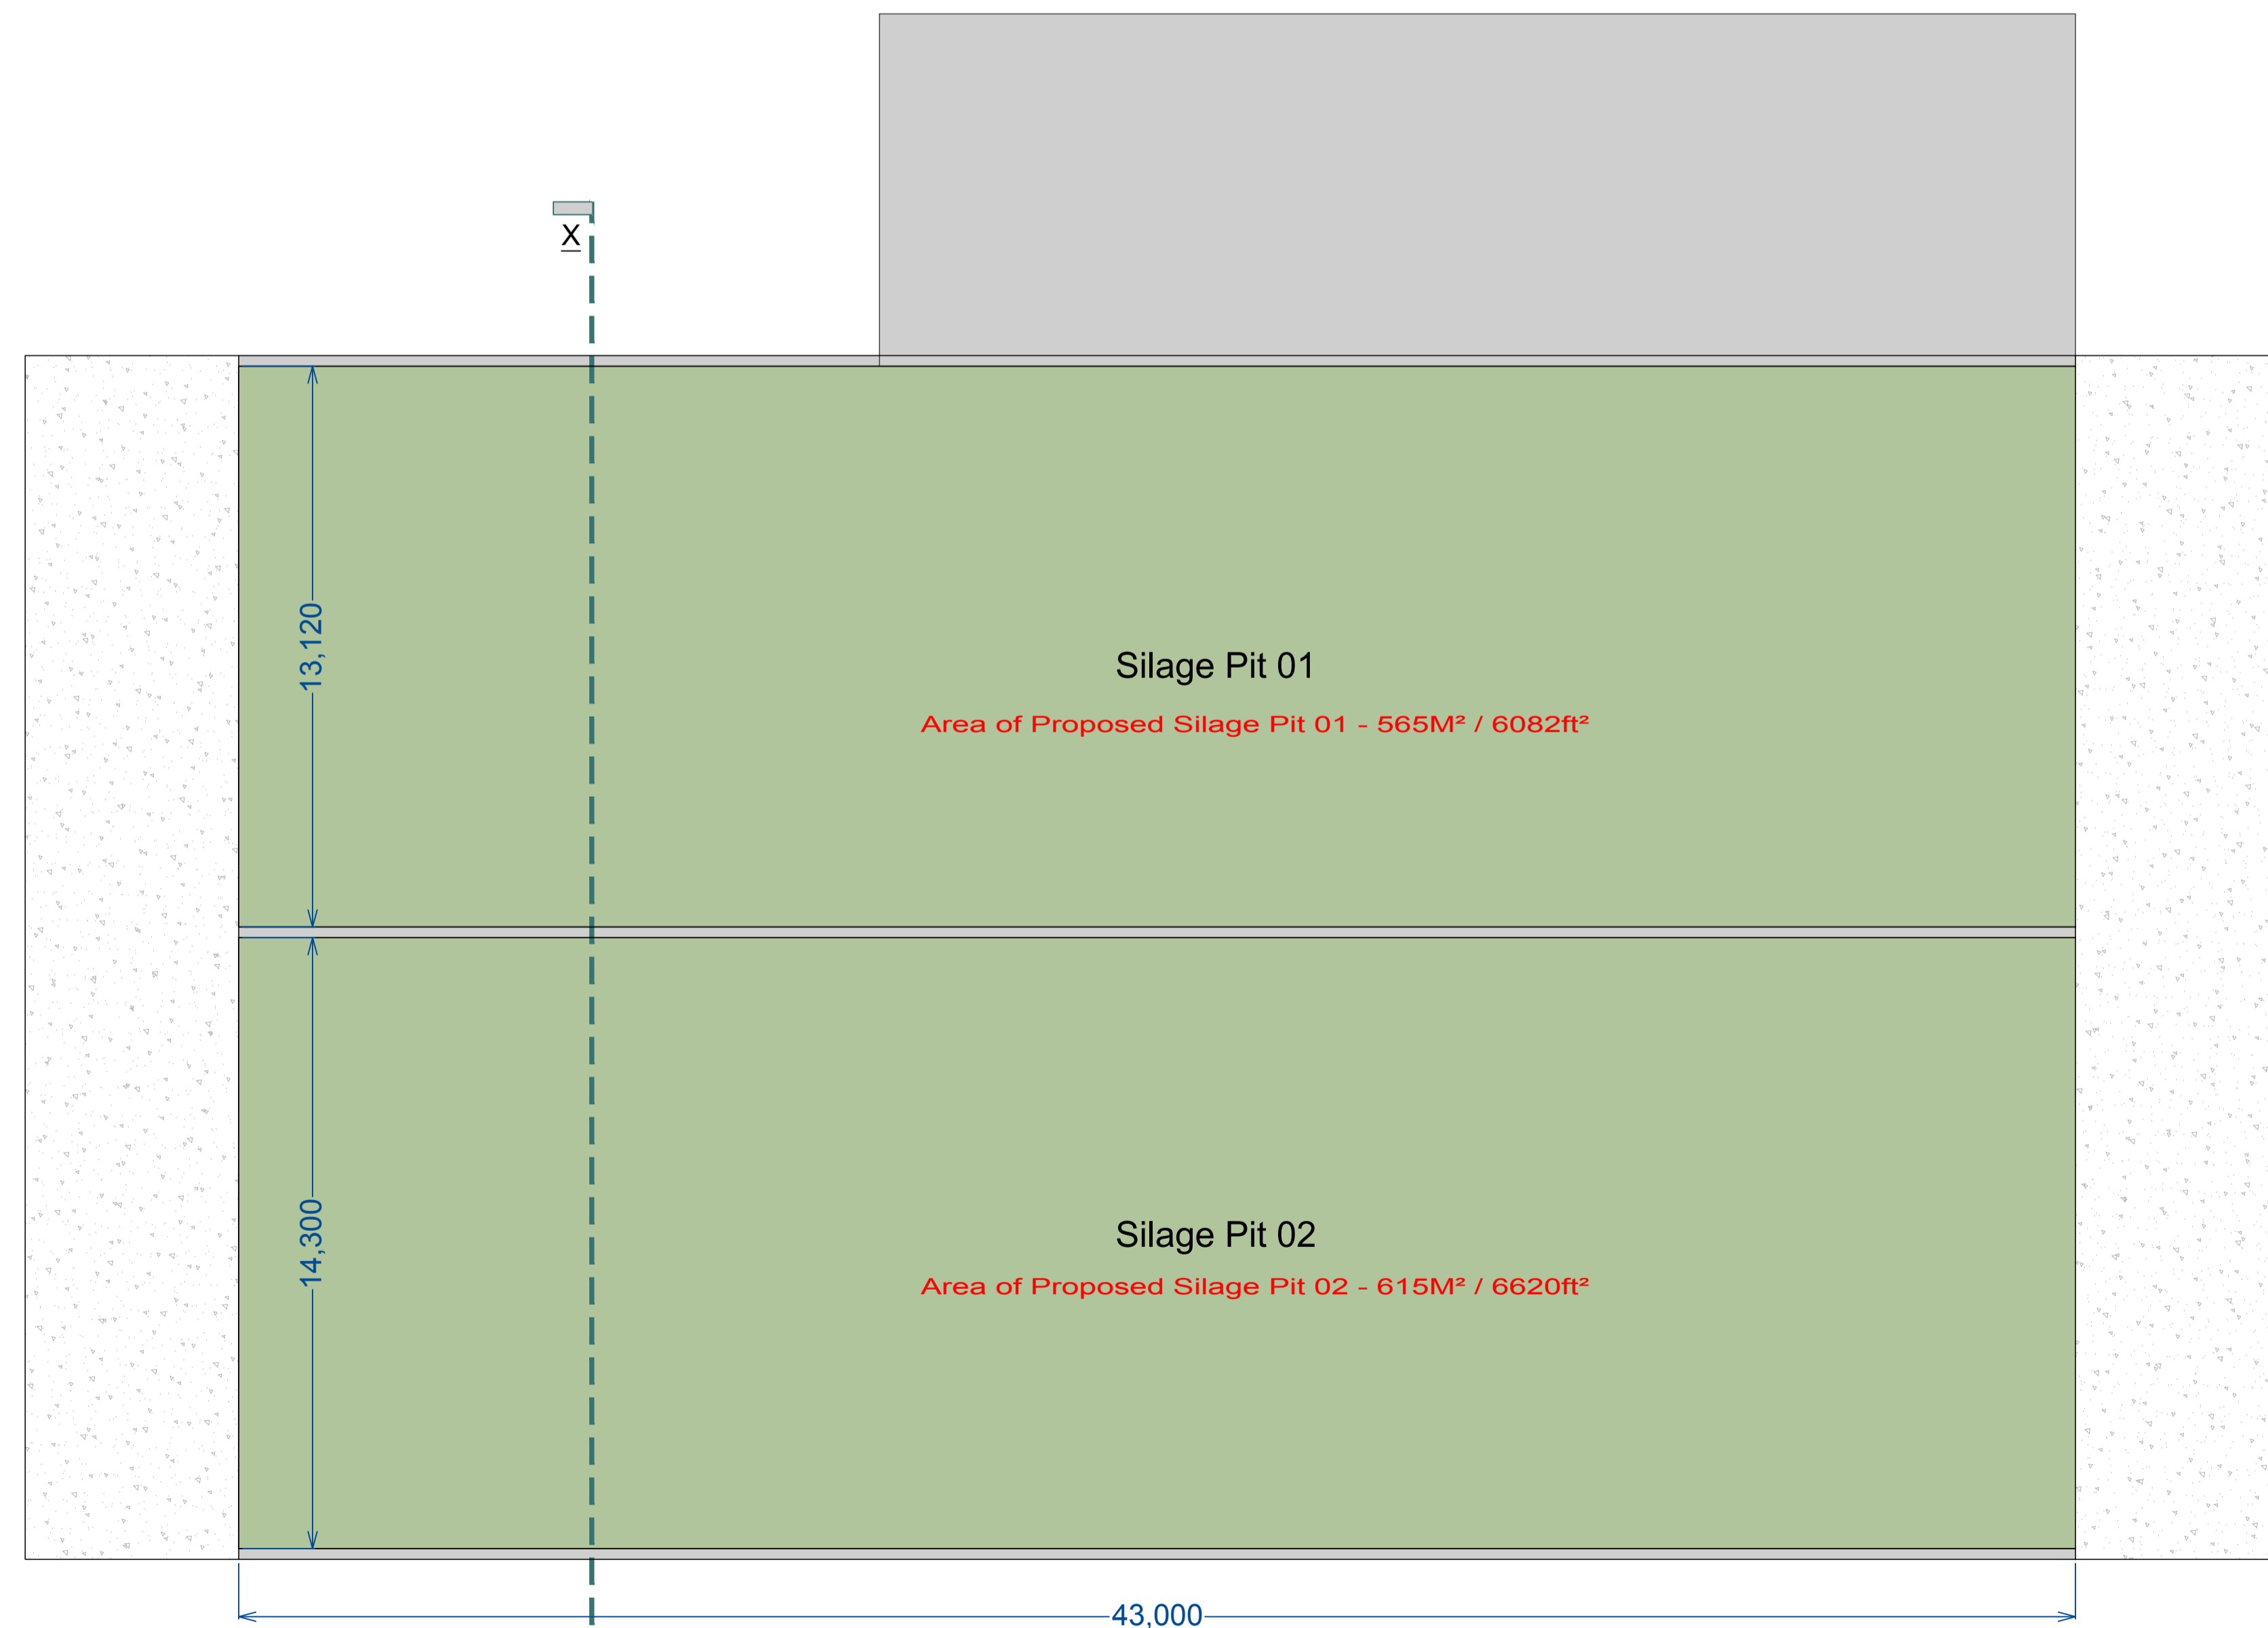 X
13,120
Silage Pit 01
Area of Proposed Silage Pit 01 - 565M² / 6082ft²
14,300
Silage Pit 02
Area of Proposed Silage Pit 02 - 615M² / 6620ft²
43,000